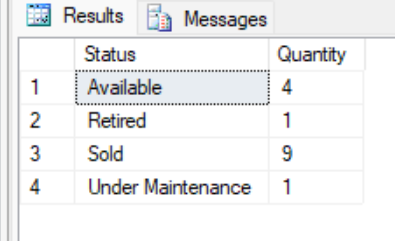 Results Messages
Status Quantity
1 Available 4
2 Retired 1
3 Sold 9
4 Under Maintenance 1